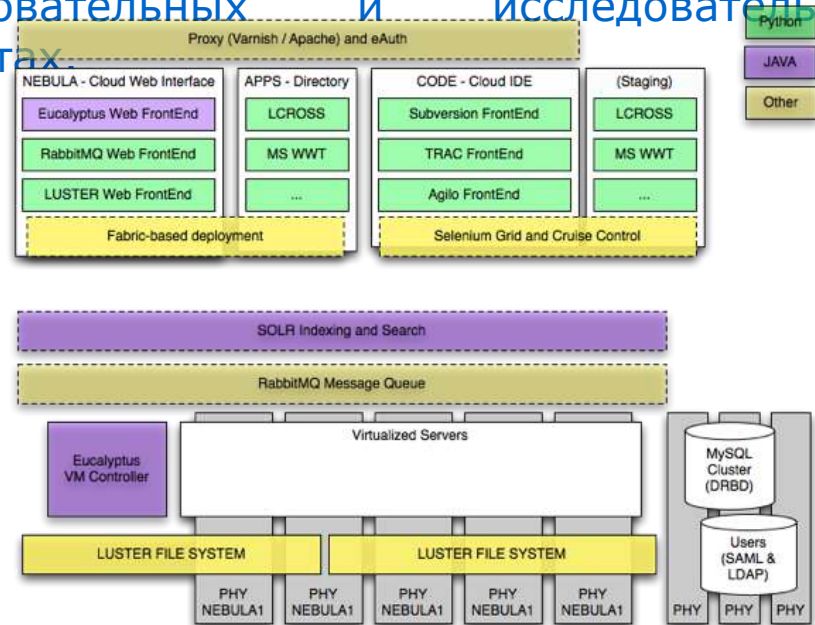 и
Proxy (Varnish / Apache) and eAuth
Python
JAVA
Other
NEBULA - Cloud Web Interface
Eucalyptus Web FrontEnd
RabbitMQ Web FrontEnd
LUSTER Web FrontEnd
APPS - Directory
LCROSS
MS WWT
...
Fabric-based deployment
CODE - Cloud IDE
Subversion FrontEnd
TRAC FrontEnd
Agilo FrontEnd
(Staging)
LCROSS
MS WWT
...
Selenium Grid and Cruise Control
SOLR Indexing and Search
RabbitMQ Message Queue
Eucalyptus
VM Controller
Virtualized Servers
MySQL
Cluster
(DRBD)
LUSTER FILE SYSTEM
LUSTER FILE SYSTEM
Users
(SAML &
LDAP)
PHY
NEBULA1
PHY
NEBULA1
PHY
NEBULA1
PHY
NEBULA1
PHY
NEBULA1
PHY
PHY
PHY